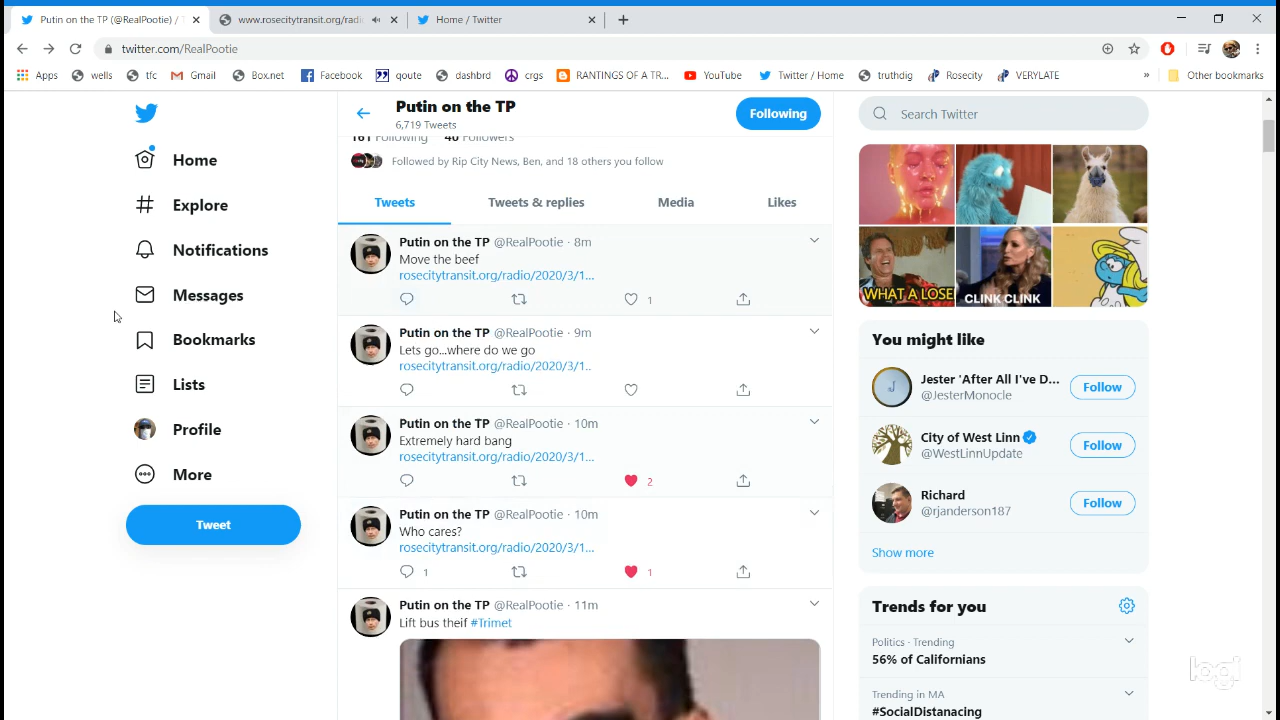 Putin on the TP (@RealPootie) /
www.rosecitytransit.org/radi
Home / Twitter
twitter.com/RealPootie
Apps
wells
tfc
Gmail
Box.net
Facebook
qoute
dashbrd
crgs
RANTINGS OF A TR...
YouTube
Twitter / Home
truthdig
Rosecity
VERYLATE
»
Other bookmarks
Home
Explore
Notifications
Messages
Bookmarks
Lists
Profile
More
Tweet
Putin on the TP
6,719 Tweets
Following
161 Following 40 Followers
Followed by Rip City News, Ben, and 18 others you follow
Tweets Tweets & replies Media Likes
Putin on the TP @RealPootie · 8m
Move the beef
rosecitytransit.org/radio/2020/3/1...
1
Putin on the TP @RealPootie · 9m
Lets go...where do we go
rosecitytransit.org/radio/2020/3/1..
Putin on the TP @RealPootie · 10m
Extremely hard bang
rosecitytransit.org/radio/2020/3/1...
2
Putin on the TP @RealPootie · 10m
Who cares?
rosecitytransit.org/radio/2020/3/1...
1 1
Putin on the TP @RealPootie · 11m
Lift bus theif #Trimet
Search Twitter
WHAT A LOSE
CLINK CLINK
You might like
Jester 'After All I've D...
@JesterMonocle
Follow
City of West Linn
@WestLinnUpdate
Follow
Richard
@rjanderson187
Follow
Show more
Trends for you
Politics · Trending
56% of Californians
Trending in MA
#SocialDistanacing
logi